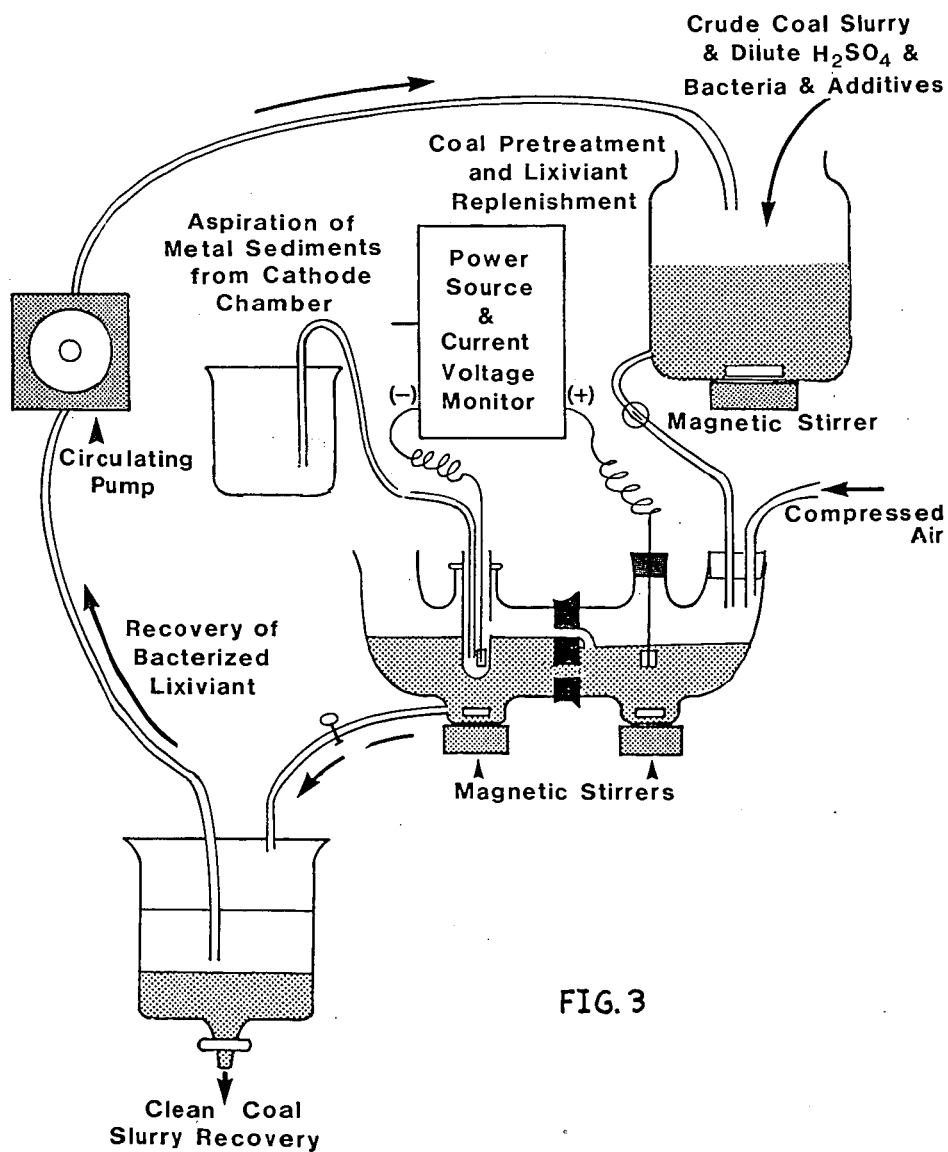 Crude Coal Slurry
& Dilute H₂SO₄ &
Bacteria & Additives
Coal Pretreatment
and Lixiviant
Replenishment
Aspiration of
Metal Sediments
from Cathode
Chamber
Power
Source
&
Current
Voltage
Monitor
(-)
(+)
Magnetic Stirrer
Circulating
Pump
Compressed
Air
Recovery of
Bacterized
Lixiviant
Magnetic Stirrers
FIG. 3
Clean Coal
Slurry Recovery